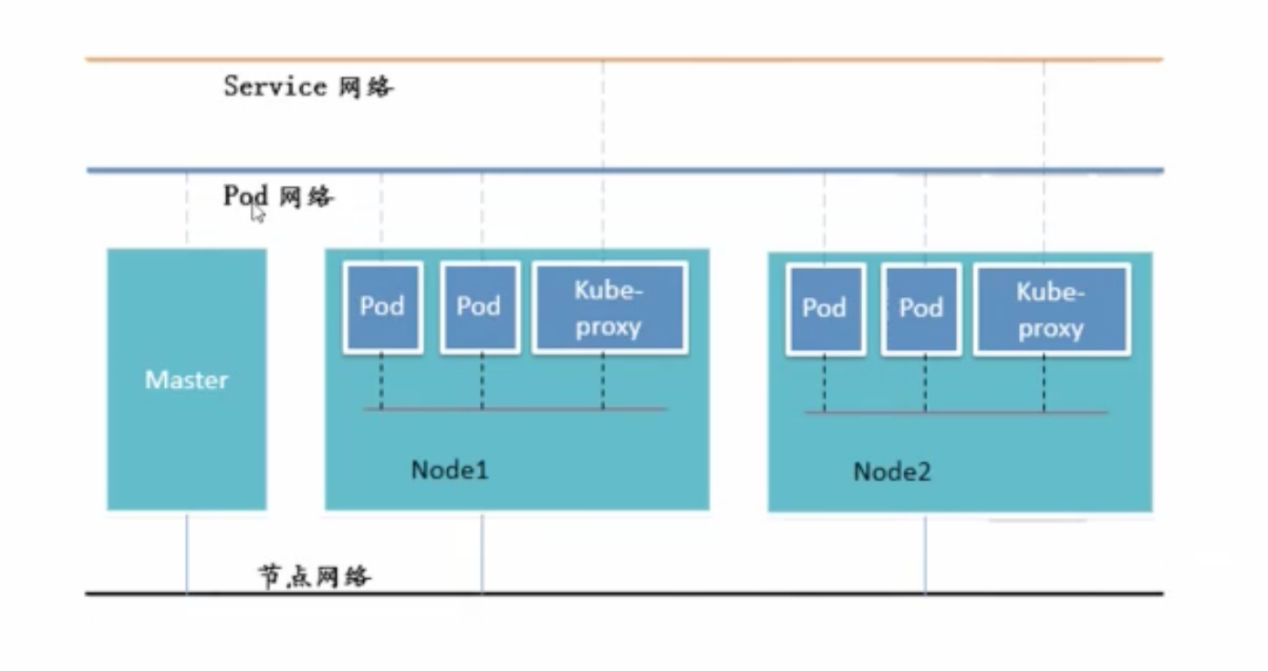 Service 网络
Pod 网络
Master
Pod
Pod
Kube-
proxy
Node1
Pod
Pod
Kube-
proxy
Node2
节点网络